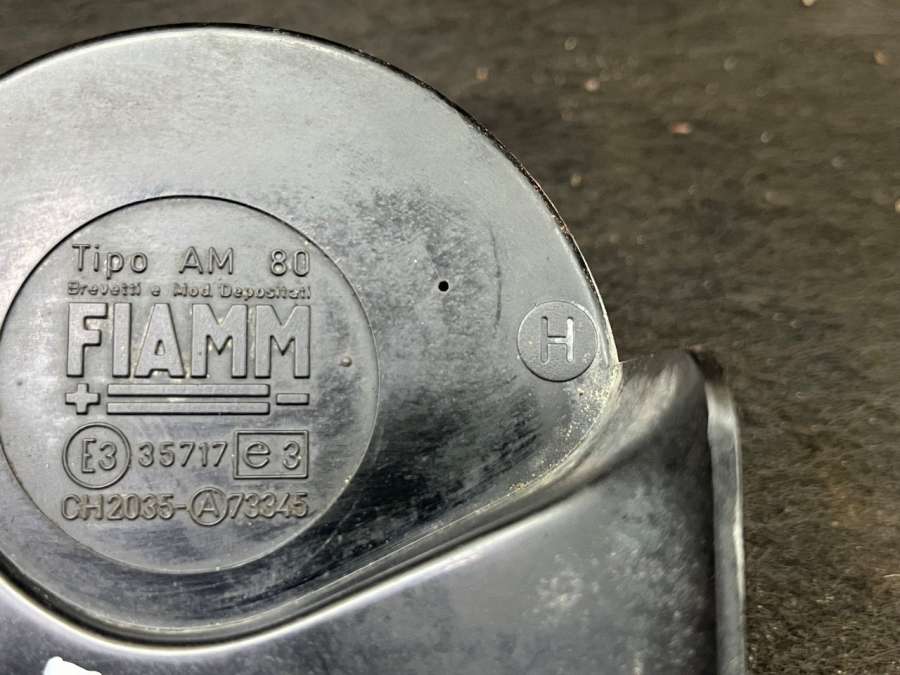 Tipo AM 80
Brevetti e Mod. Depositati
FIAMM
+ -
E3 35717 e3
CH2035-A73345
H